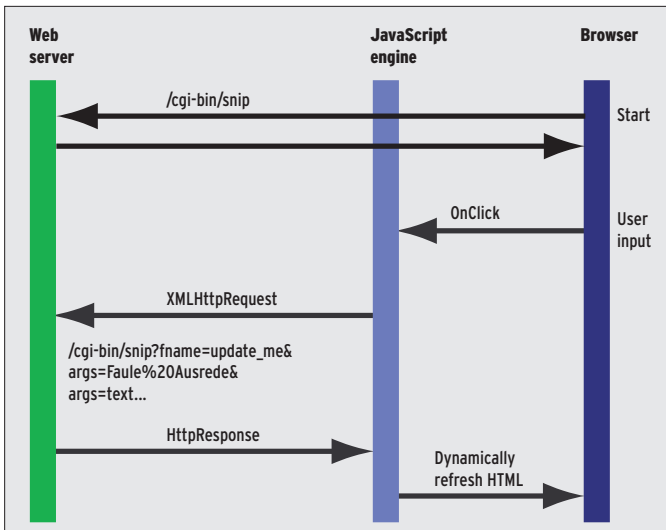 Web
server
JavaScript
engine
Browser
/cgi-bin/snip
Start
OnClick
User
input
XMLHttpRequest
/cgi-bin/snip?fname=update_me&
args=Faule%20Ausrede&
args=text...
HttpResponse
Dynamically
refresh HTML